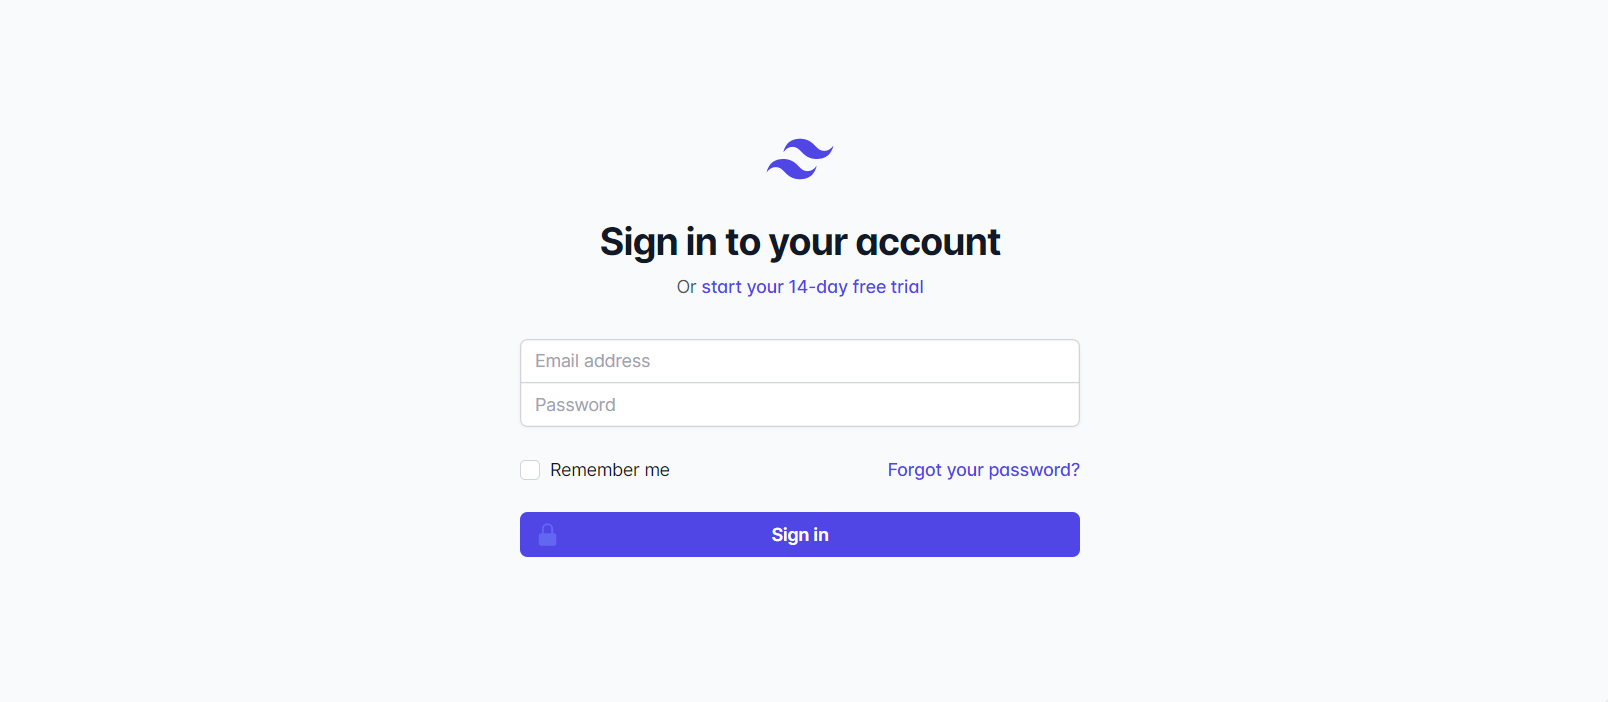 Sign in to your account
Or start your 14-day free trial
Email address
Password
Remember me
Forgot your password?
Sign in